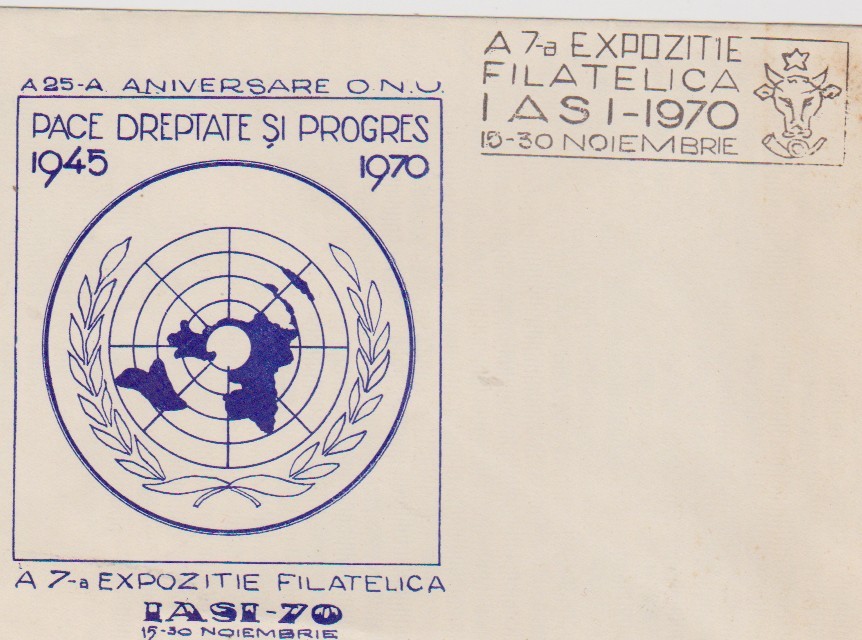 A 25-A ANIVERSARE O.N.U.
PACE DREPTATE ȘI PROGRES
1945 1970
A 7-a EXPOZITIE FILATELICA
IASI-70
15-30 NOIEMBRIE
A 7-a EXPOZITIE
FILATELICA
IASI-1970
15-30 NOIEMBRIE